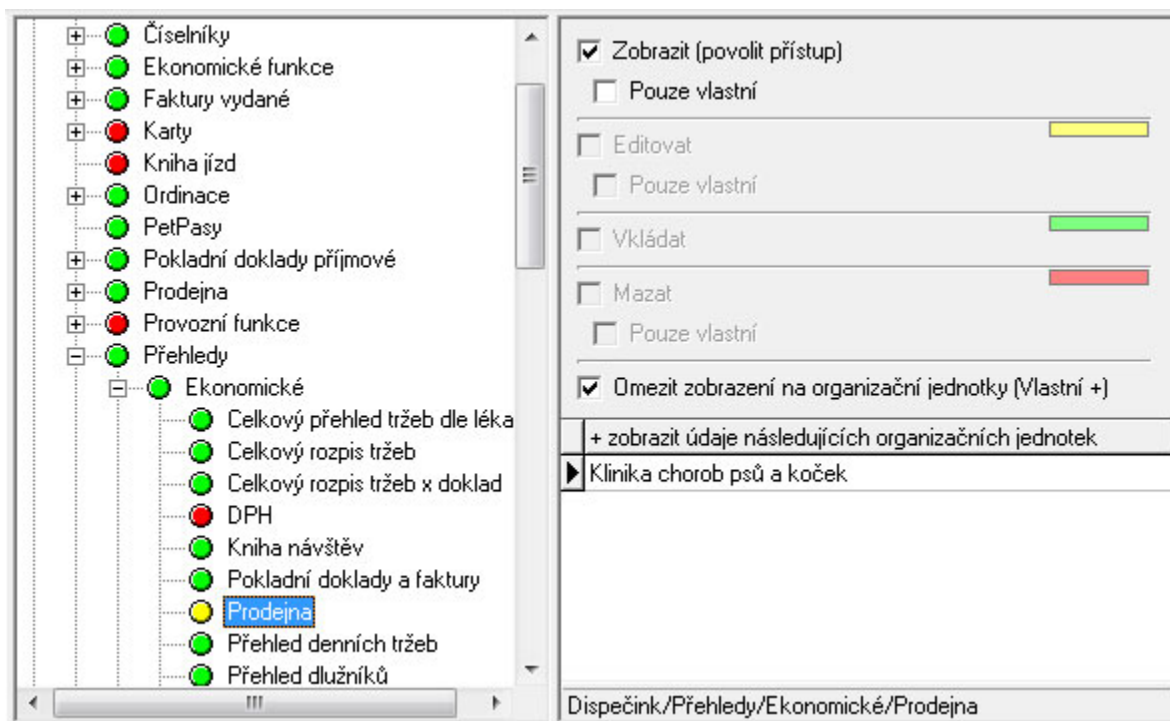 Číselníky
Ekonomické funkce
Faktury vydané
Karty
Kniha jízd
Ordinace
PetPasy
Pokladní doklady příjmové
Prodejna
Provozní funkce
Přehledy
Ekonomické
Celkový přehled tržeb dle léka
Celkový rozpis tržeb
Celkový rozpis tržeb x doklad
DPH
Kniha návštěv
Pokladní doklady a faktury
Prodejna
Přehled denních tržeb
Přehled dlužníků
Zobrazit (povolit přístup)
Pouze vlastní
Editovat
Pouze vlastní
Vkládat
Mazat
Pouze vlastní
Omezit zobrazení na organizační jednotky (Vlastní +)
+ zobrazit údaje následujících organizačních jednotek
Klinika chorob psů a koček
Dispečink/Přehledy/Ekonomické/Prodejna